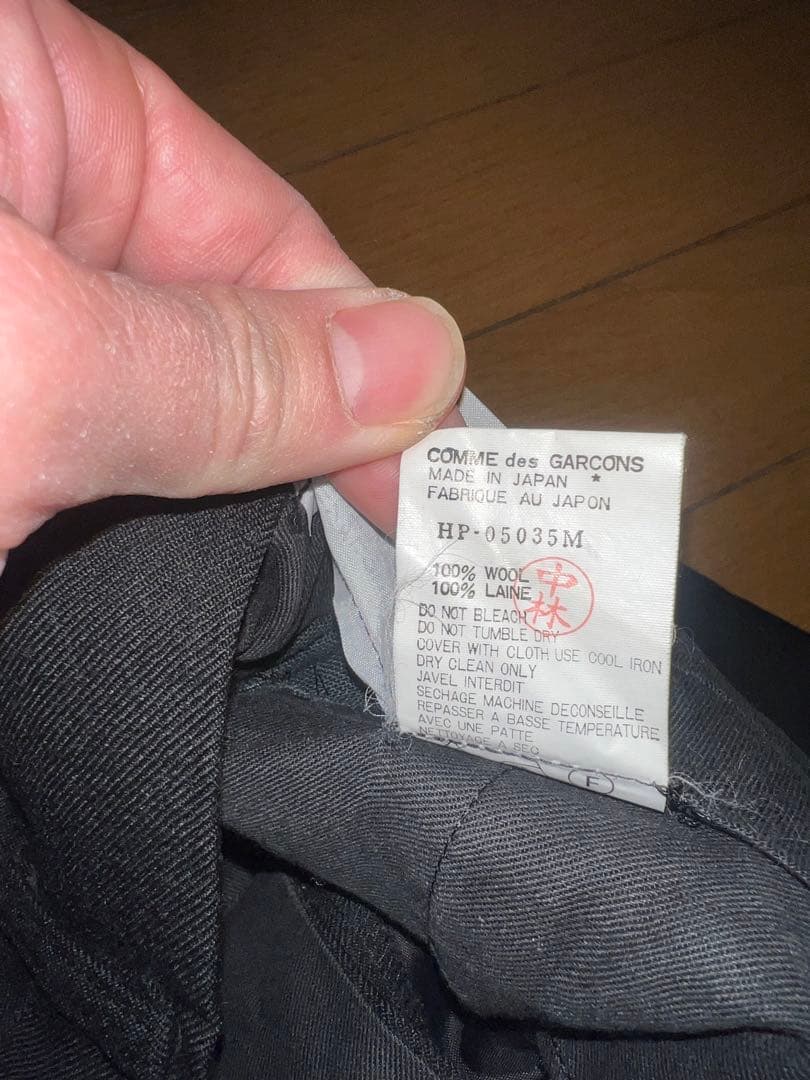 COMME des GARCONS
MADE IN JAPAN *
FABRIQUE AU JAPON
HP-05035M
100% WOOL
100% LAINE
中林
DO NOT BLEACH
DO NOT TUMBLE DRY
COVER WITH CLOTH USE COOL IRON
DRY CLEAN ONLY
JAVEL INTERDIT
SECHAGE MACHINE DECONSEILLE
REPASSER A BASSE TEMPERATURE
AVEC UNE PATTE
NETTOYAGE A SEC
F